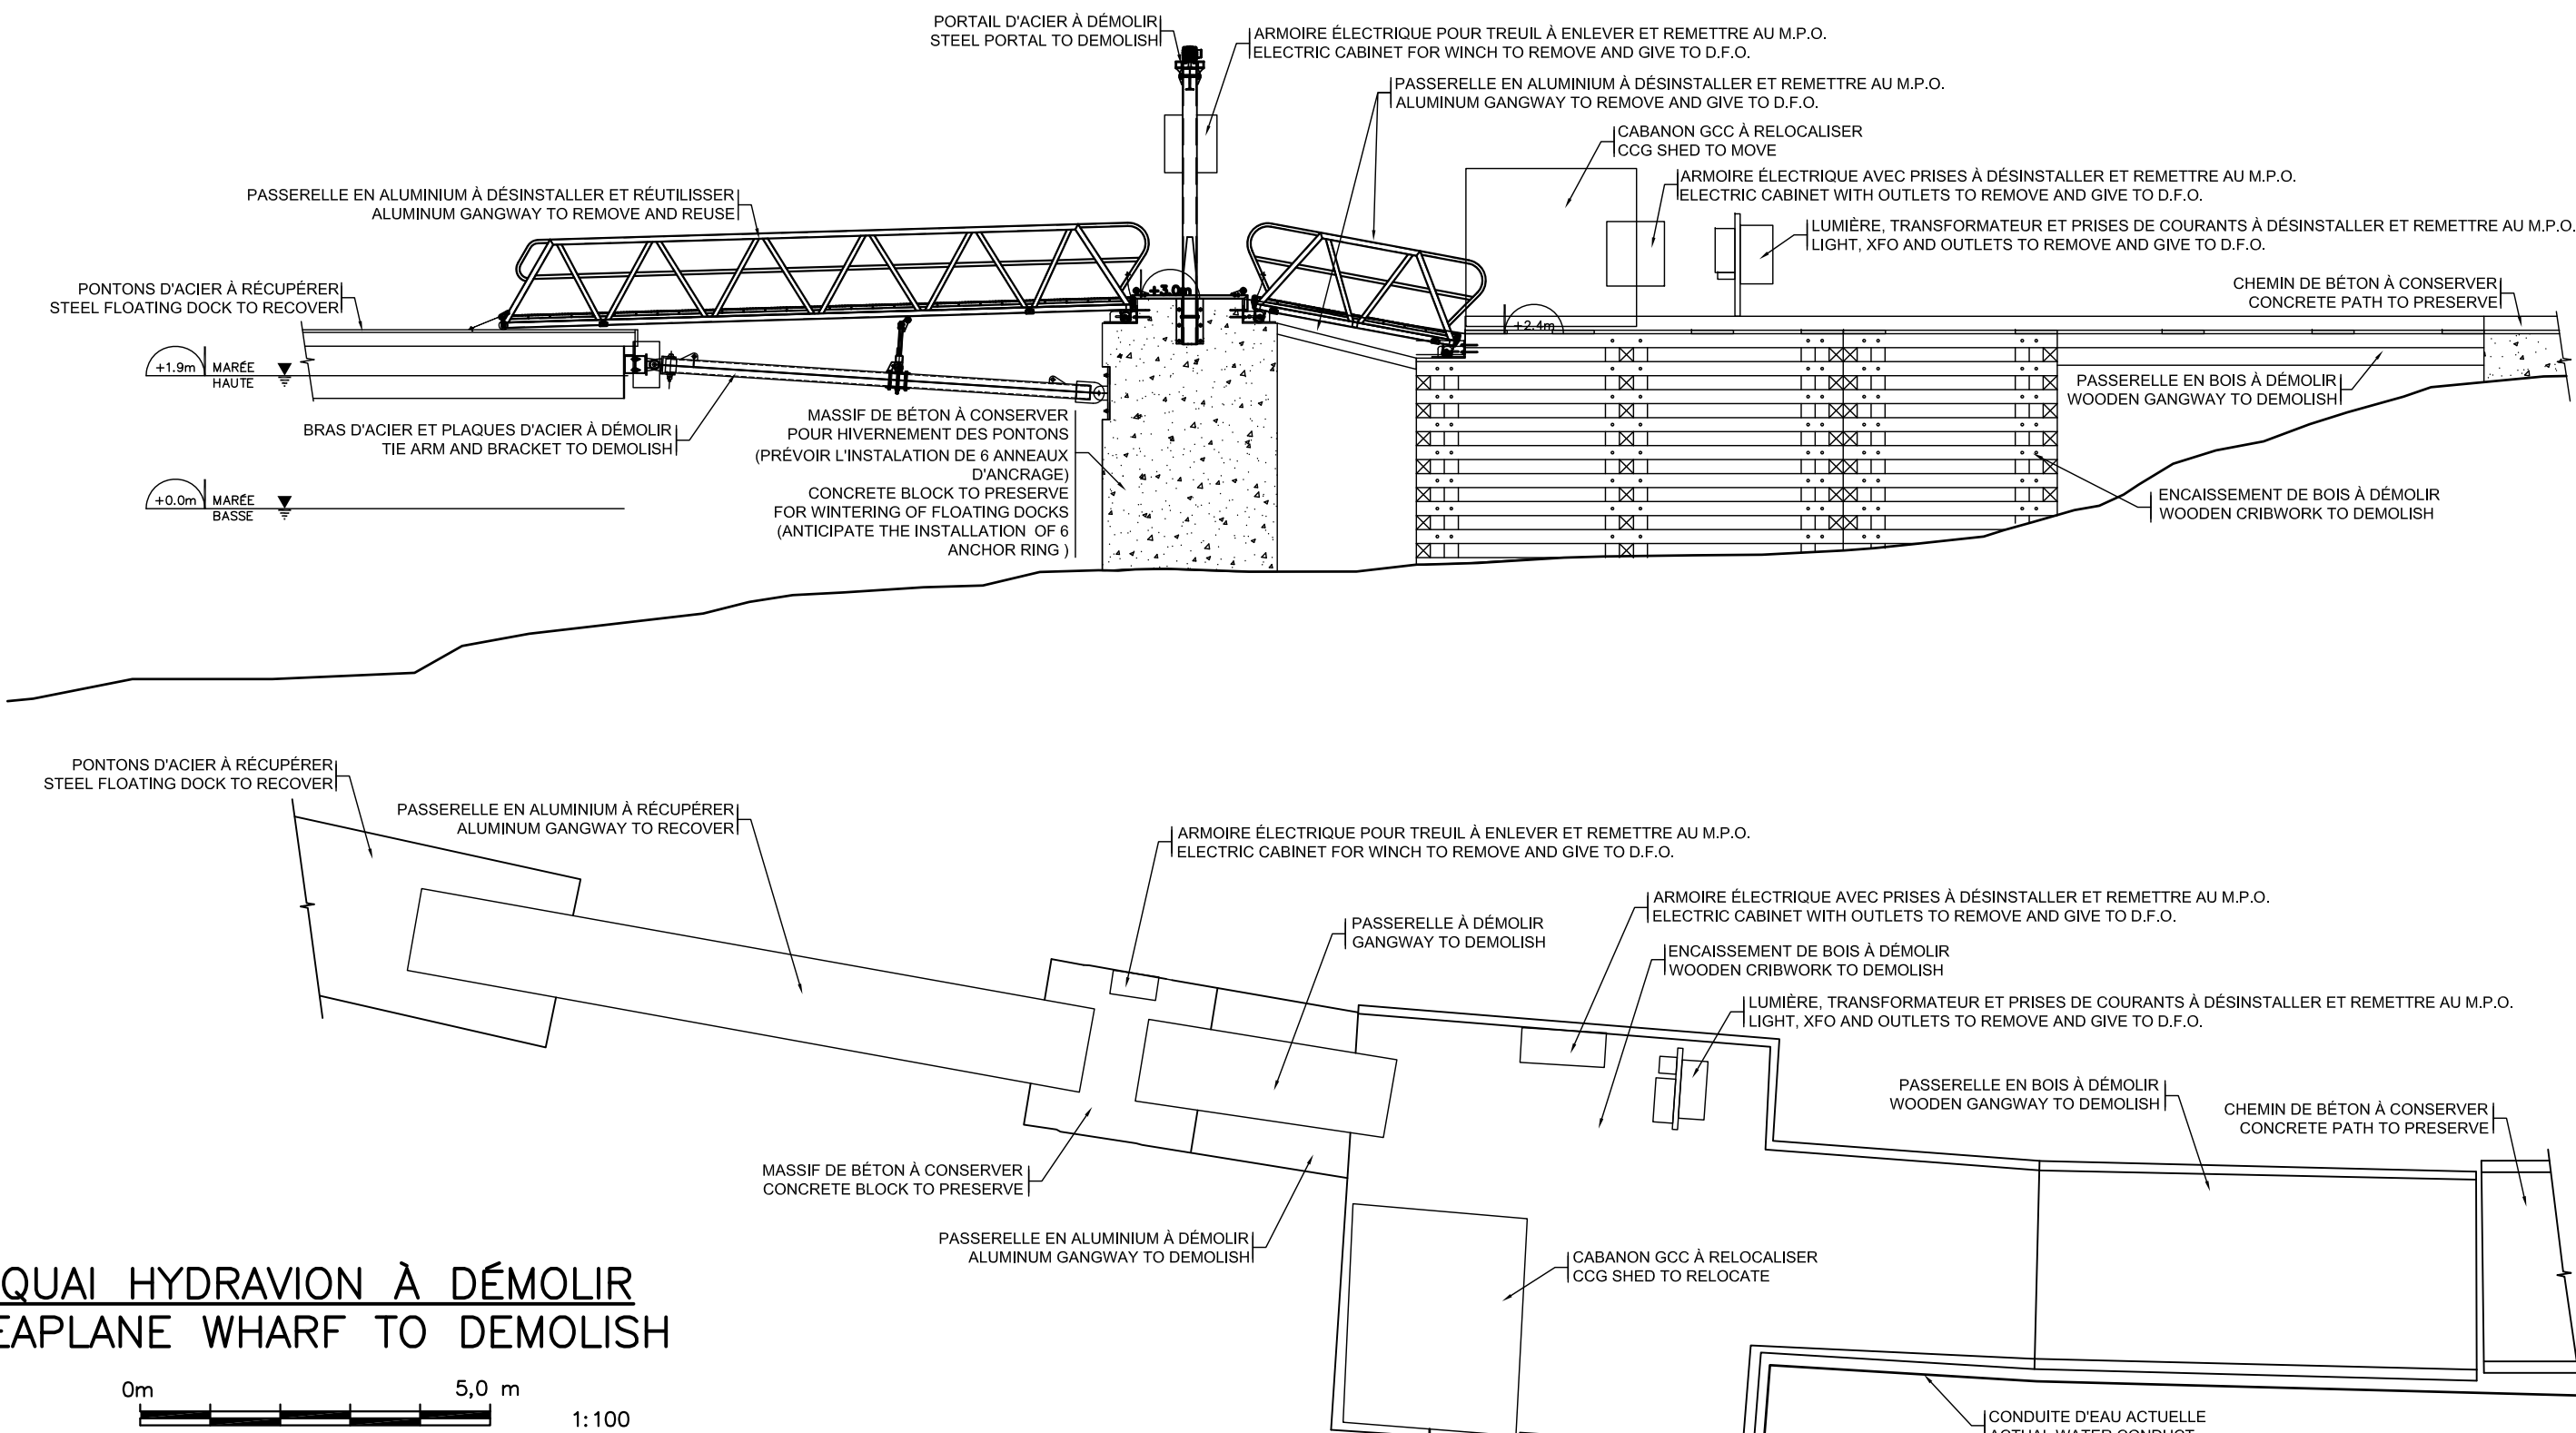 PORTAIL D'ACIER À DÉMOLIR
STEEL PORTAL TO DEMOLISH
ARMOIRE ÉLECTRIQUE POUR TREUIL À ENLEVER ET REMETTRE AU M.P.O.
ELECTRIC CABINET FOR WINCH TO REMOVE AND GIVE TO D.F.O.
PASSERELLE EN ALUMINIUM À DÉSINSTALLER ET REMETTRE AU M.P.O.
ALUMINUM GANGWAY TO REMOVE AND GIVE TO D.F.O.
CABANON GCC À RELOCALISER
CCG SHED TO MOVE
ARMOIRE ÉLECTRIQUE AVEC PRISES À DÉSINSTALLER ET REMETTRE AU M.P.O.
ELECTRIC CABINET WITH OUTLETS TO REMOVE AND GIVE TO D.F.O.
PASSERELLE EN ALUMINIUM À DÉSINSTALLER ET RÉUTILISSER
ALUMINUM GANGWAY TO REMOVE AND REUSE
LUMIÈRE, TRANSFORMATEUR ET PRISES DE COURANTS À DÉSINSTALLER ET REMETTRE AU M.P.O.
LIGHT, XFO AND OUTLETS TO REMOVE AND GIVE TO D.F.O.
PONTONS D'ACIER À RÉCUPÉRER
STEEL FLOATING DOCK TO RECOVER
CHEMIN DE BÉTON À CONSERVER
CONCRETE PATH TO PRESERVE
+3.0m
+2.4m
+1.9m MARÉE
HAUTE
PASSERELLE EN BOIS À DÉMOLIR
WOODEN GANGWAY TO DEMOLISH
BRAS D'ACIER ET PLAQUES D'ACIER À DÉMOLIR
TIE ARM AND BRACKET TO DEMOLISH
MASSIF DE BÉTON À CONSERVER
POUR HIVERNEMENT DES PONTONS
(PRÉVOIR L'INSTALATION DE 6 ANNEAUX
D'ANCRAGE)
CONCRETE BLOCK TO PRESERVE
FOR WINTERING OF FLOATING DOCKS
(ANTICIPATE THE INSTALLATION OF 6
ANCHOR RING )
+0.0m MARÉE
BASSE
ENCAISSEMENT DE BOIS À DÉMOLIR
WOODEN CRIBWORK TO DEMOLISH
PONTONS D'ACIER À RÉCUPÉRER
STEEL FLOATING DOCK TO RECOVER
PASSERELLE EN ALUMINIUM À RÉCUPÉRER
ALUMINUM GANGWAY TO RECOVER
ARMOIRE ÉLECTRIQUE POUR TREUIL À ENLEVER ET REMETTRE AU M.P.O.
ELECTRIC CABINET FOR WINCH TO REMOVE AND GIVE TO D.F.O.
ARMOIRE ÉLECTRIQUE AVEC PRISES À DÉSINSTALLER ET REMETTRE AU M.P.O.
ELECTRIC CABINET WITH OUTLETS TO REMOVE AND GIVE TO D.F.O.
PASSERELLE À DÉMOLIR
GANGWAY TO DEMOLISH
ENCAISSEMENT DE BOIS À DÉMOLIR
WOODEN CRIBWORK TO DEMOLISH
LUMIÈRE, TRANSFORMATEUR ET PRISES DE COURANTS À DÉSINSTALLER ET REMETTRE AU M.P.O.
LIGHT, XFO AND OUTLETS TO REMOVE AND GIVE TO D.F.O.
PASSERELLE EN BOIS À DÉMOLIR
WOODEN GANGWAY TO DEMOLISH
CHEMIN DE BÉTON À CONSERVER
CONCRETE PATH TO PRESERVE
MASSIF DE BÉTON À CONSERVER
CONCRETE BLOCK TO PRESERVE
PASSERELLE EN ALUMINIUM À DÉMOLIR
ALUMINUM GANGWAY TO DEMOLISH
CABANON GCC À RELOCALISER
CCG SHED TO RELOCATE
QUAI HYDRAVION À DÉMOLIR
EAPLANE WHARF TO DEMOLISH
0m 5,0 m
1:100
CONDUITE D'EAU ACTUELLE
ACTUAL WATER CONDUCT